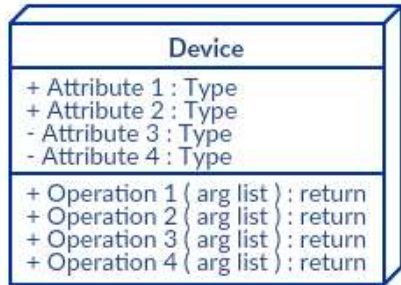 Device
+ Attribute 1 : Type
+ Attribute 2 : Type
- Attribute 3 : Type
- Attribute 4 : Type
+ Operation 1 ( arg list ) : return
+ Operation 2 ( arg list ) : return
+ Operation 3 ( arg list ) : return
+ Operation 4 ( arg list ) : return